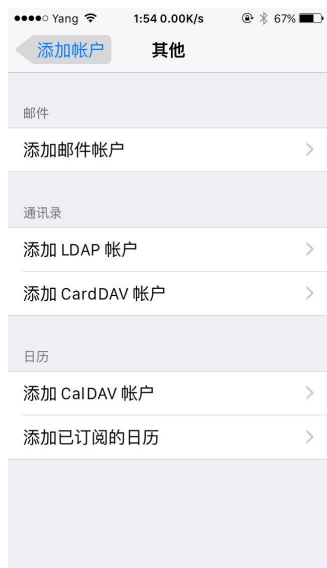 Yang 1:54 0.00K/s 67%
添加帐户 其他
邮件
添加邮件帐户
通讯录
添加 LDAP 帐户
添加 CardDAV 帐户
日历
添加 CalDAV 帐户
添加已订阅的日历